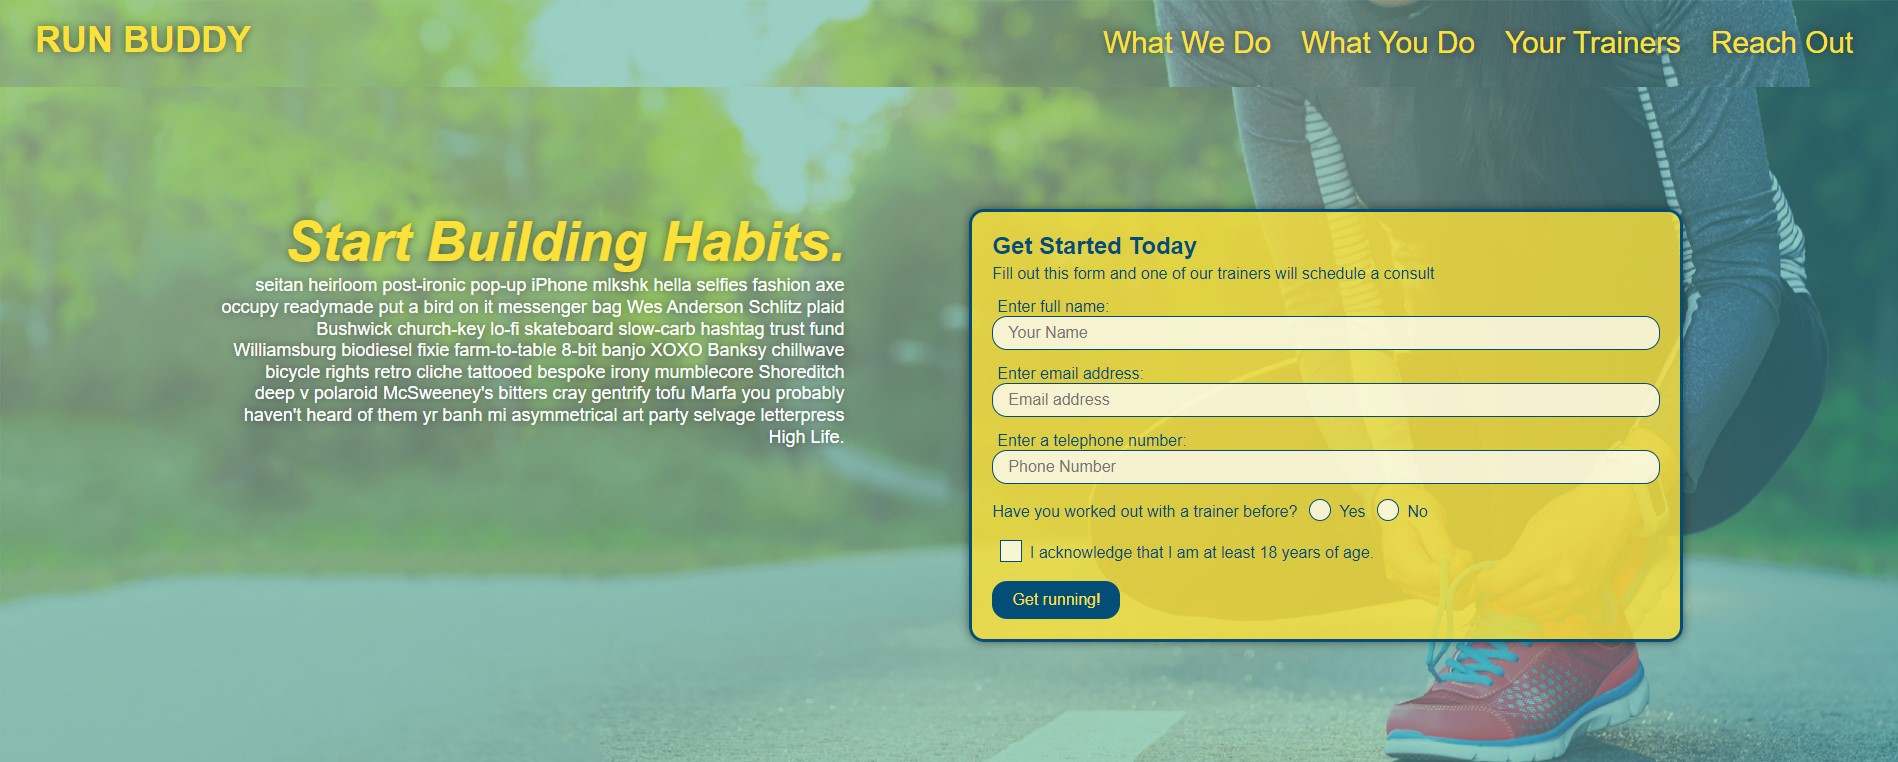 RUN BUDDY
What We Do What You Do Your Trainers Reach Out
Start Building Habits.
seitan heirloom post-ironic pop-up iPhone mlkshk hella selfies fashion axe
occupy readymade put a bird on it messenger bag Wes Anderson Schlitz plaid
Bushwick church-key lo-fi skateboard slow-carb hashtag trust fund
Williamsburg biodiesel fixie farm-to-table 8-bit banjo XOXO Banksy chillwave
bicycle rights retro cliche tattooed bespoke irony mumblecore Shoreditch
deep v polaroid McSweeney's bitters cray gentrify tofu Marfa you probably
haven't heard of them yr banh mi asymmetrical art party selvage letterpress
High Life.
Get Started Today
Fill out this form and one of our trainers will schedule a consult
Enter full name:
Your Name
Enter email address:
Email address
Enter a telephone number:
Phone Number
Have you worked out with a trainer before? Yes No
I acknowledge that I am at least 18 years of age.
Get running!